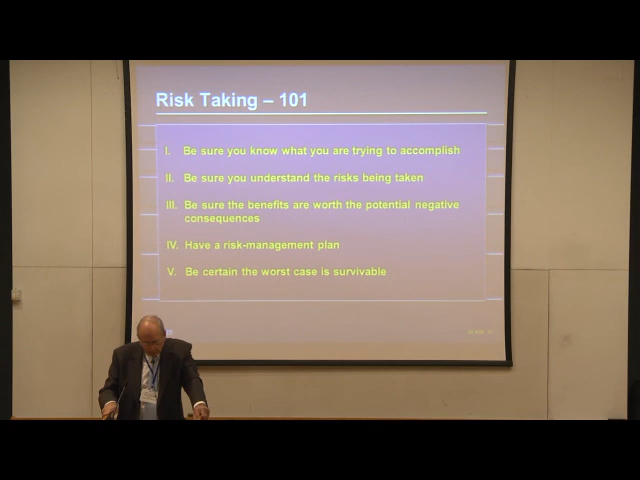 Risk Taking – 101
I. Be sure you know what you are trying to accomplish
II. Be sure you understand the risks being taken
III. Be sure the benefits are worth the potential negative
consequences
IV. Have a risk-management plan
V. Be certain the worst case is survivable